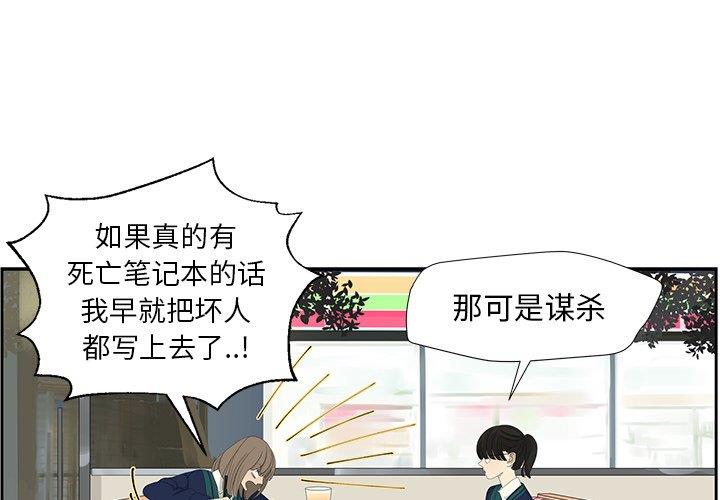 如果真的有
死亡笔记本的话
我早就把坏人
都写上去了..!
那可是谋杀